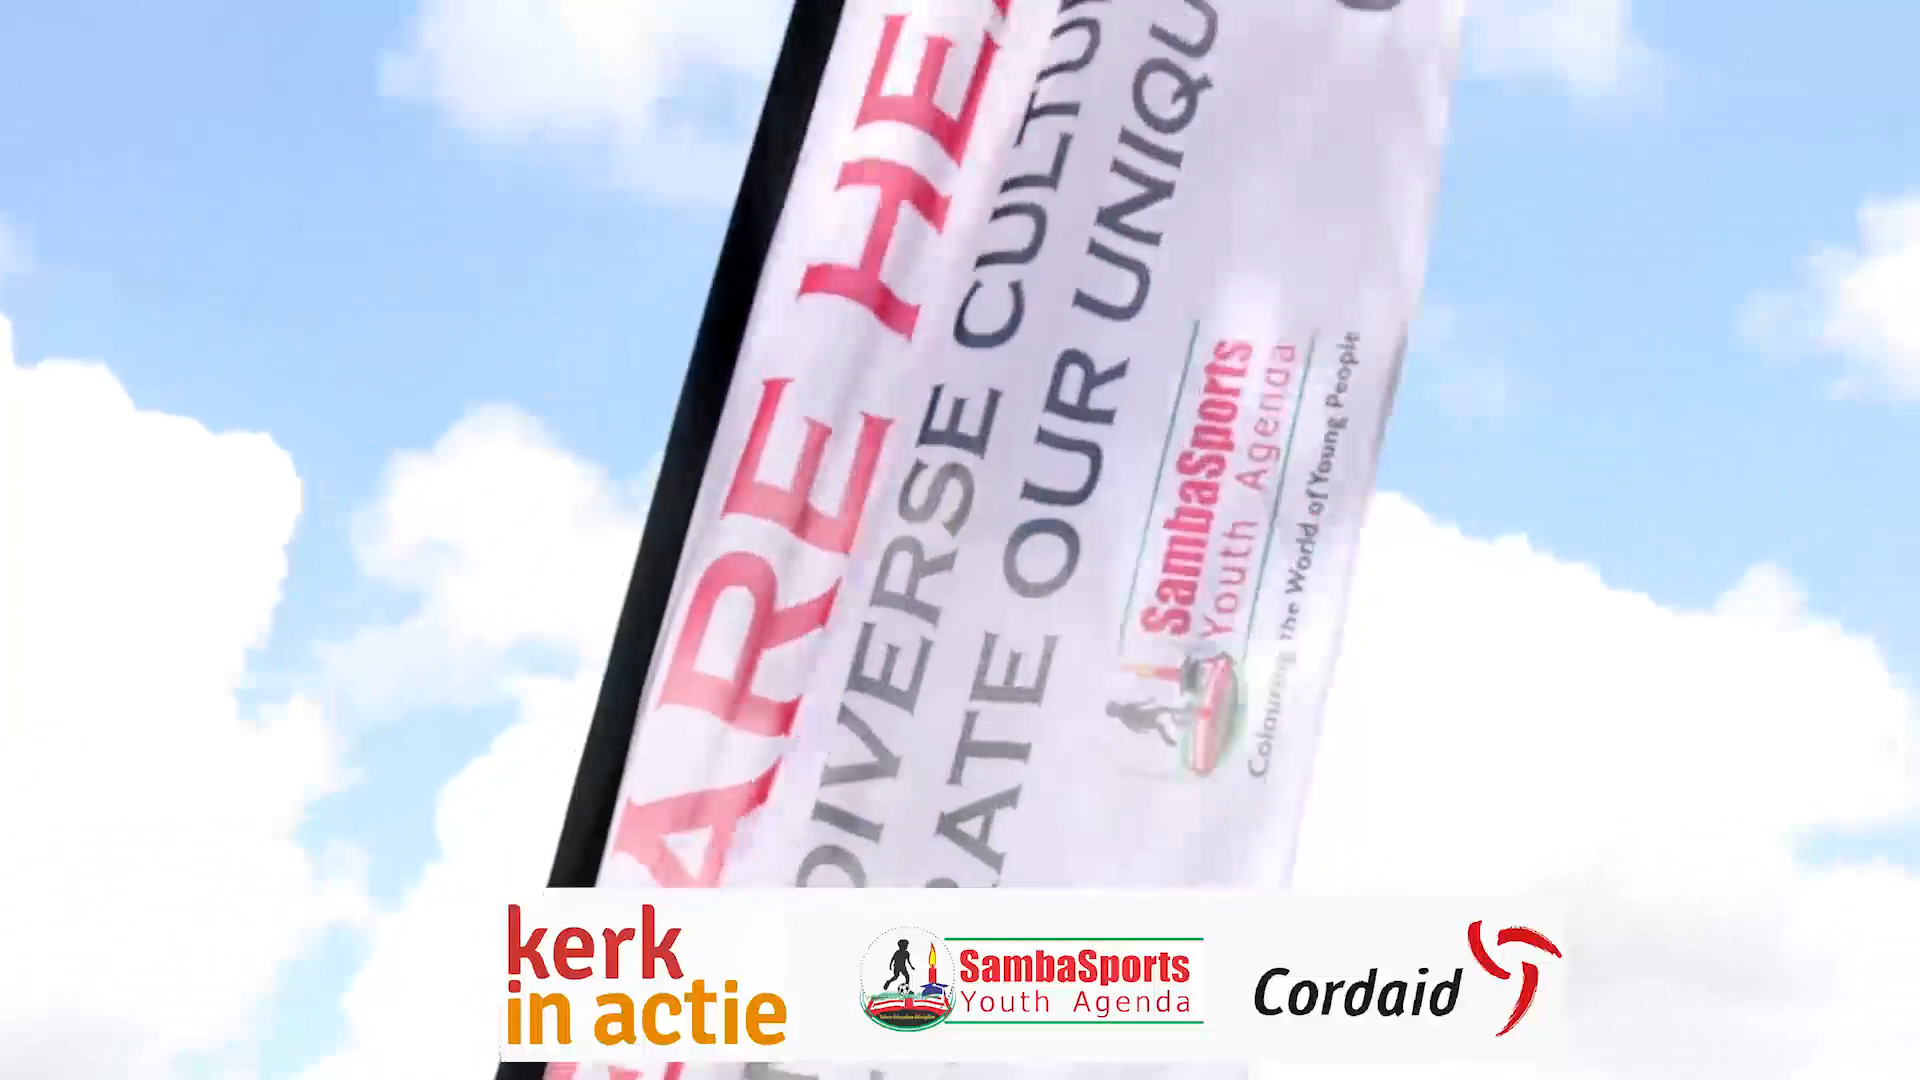 ARE HE
DIVERSE CULTU
ATE OUR UNIQU
SambaSports
Youth Agenda
Colouring the World of Young People
kerk
in actie
SambaSports
Youth Agenda
Cordaid